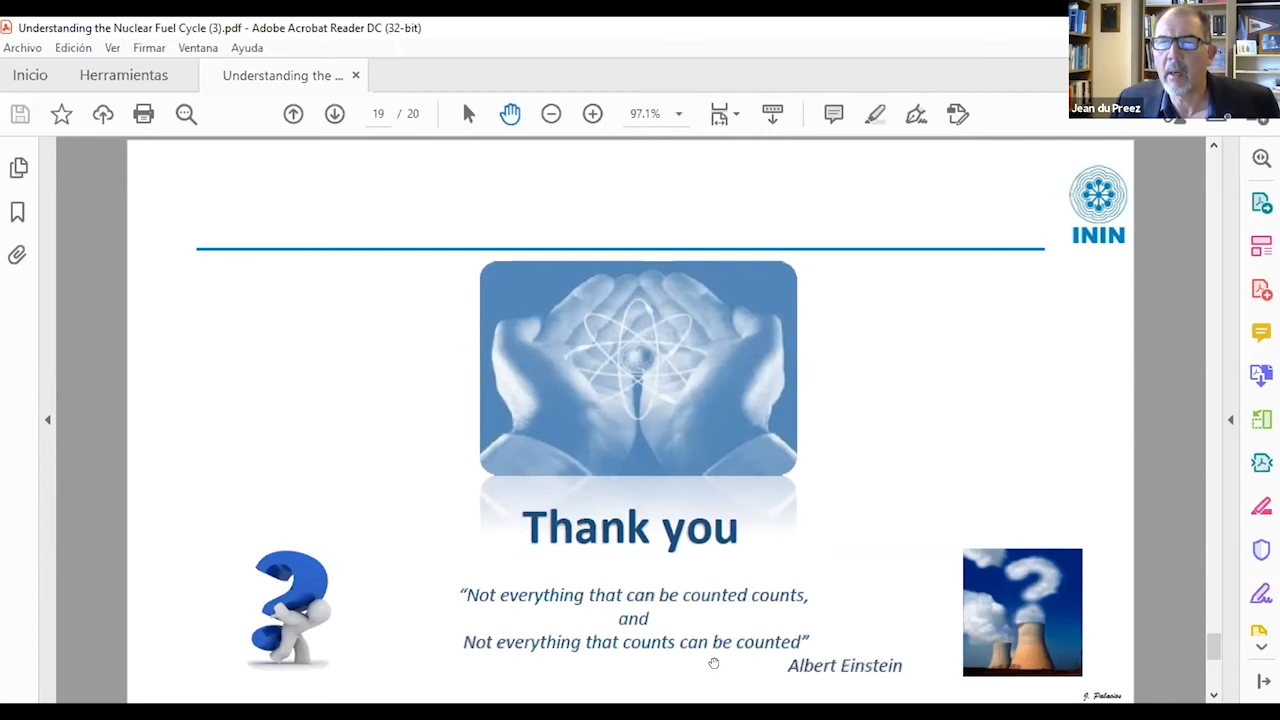 Understanding the Nuclear Fuel Cycle (3).pdf - Adobe Acrobat Reader DC (32-bit)
Archivo Edición Ver Firmar Ventana Ayuda
Inicio Herramientas Understanding the ... ×
19 / 20 97.1%
Jean du Preez
ININ
Thank you
“Not everything that can be counted counts,
and
Not everything that counts can be counted”
Albert Einstein
J. Palacios